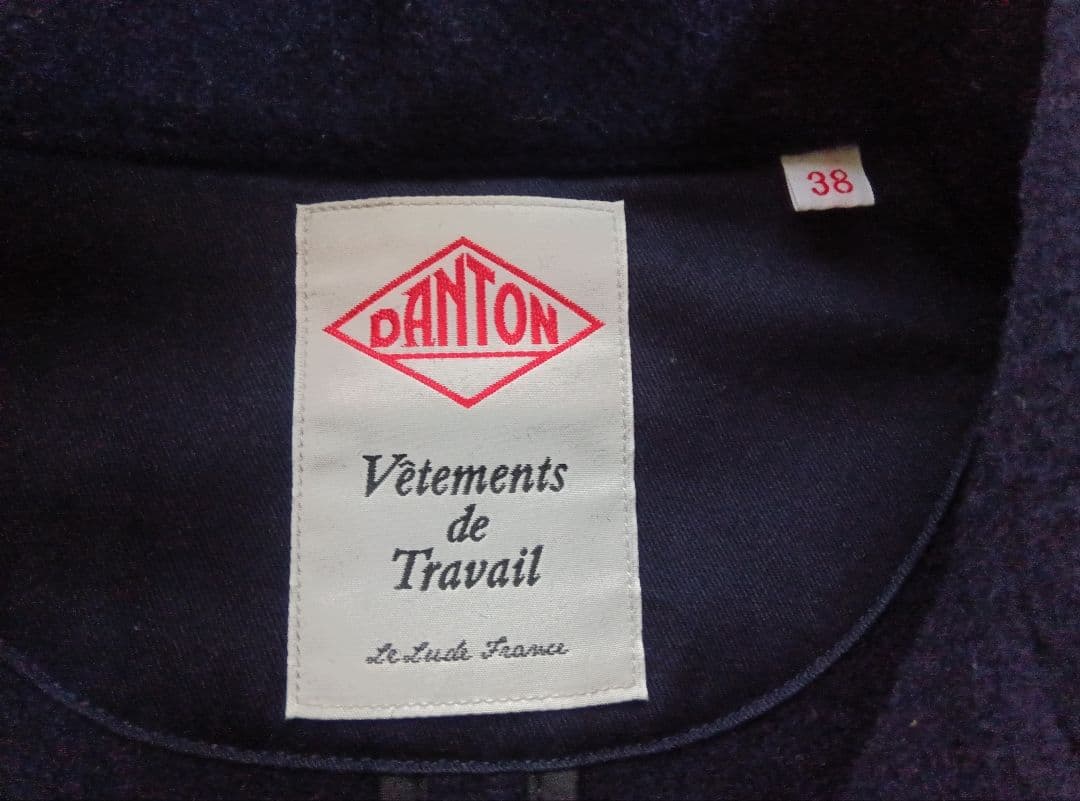 38
DANTON
Vêtements
de
Travail
Le Lude France